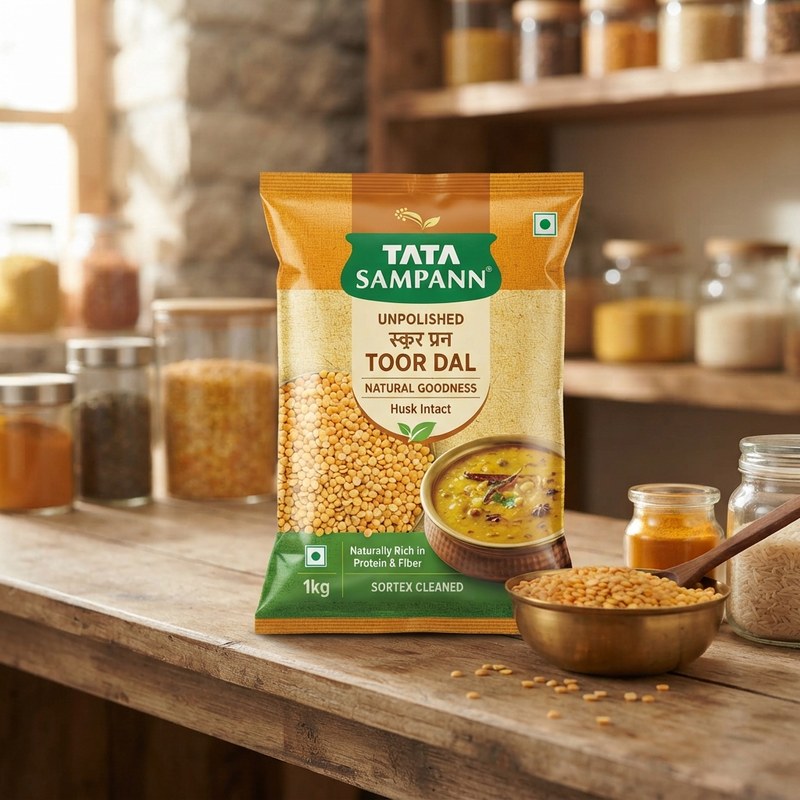 TATA
SAMPANN®
UNPOLISHED
स्कूर प्रन
TOOR DAL
NATURAL GOODNESS
Husk Intact
Naturally Rich in
Protein & FIber
1kg
SORTEX CLEANED